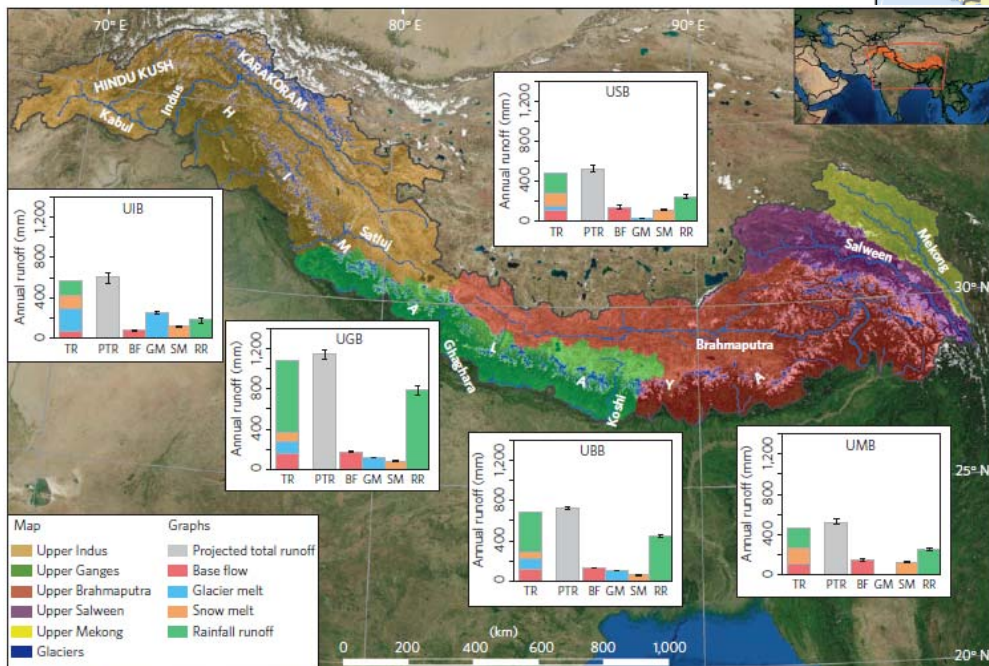 70° E
80° E
90° E
HINDU KUSH
KARAKORAM
Kabul
Indus
H
I
M
A
L
A
Y
A
Satluj
Ghaghara
Koshi
Brahmaputra
Salween
Mekong
30° N
25° N
20° N
USB
Annual runoff (mm)
1,200
800
400
0
TR PTR BF GM SM RR
UIB
Annual runoff (mm)
1,200
800
400
0
TR PTR BF GM SM RR
UGB
Annual runoff (mm)
1,200
800
400
0
TR PTR BF GM SM RR
UBB
Annual runoff (mm)
1,200
800
400
0
TR PTR BF GM SM RR
UMB
Annual runoff (mm)
1,200
800
400
0
TR PTR BF GM SM RR
Map
Upper Indus
Upper Ganges
Upper Brahmaputra
Upper Salween
Upper Mekong
Glaciers
Graphs
Projected total runoff
Base flow
Glacier melt
Snow melt
Rainfall runoff
(km)
0 200 400 600 800 1,000